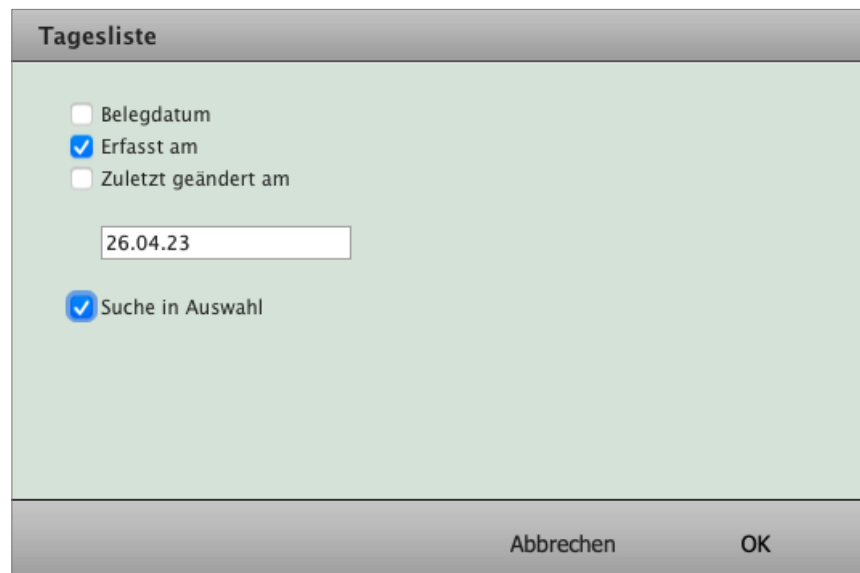 Tagesliste
Belegdatum
Erfasst am
Zuletzt geändert am
26.04.23
Suche in Auswahl
Abbrechen OK